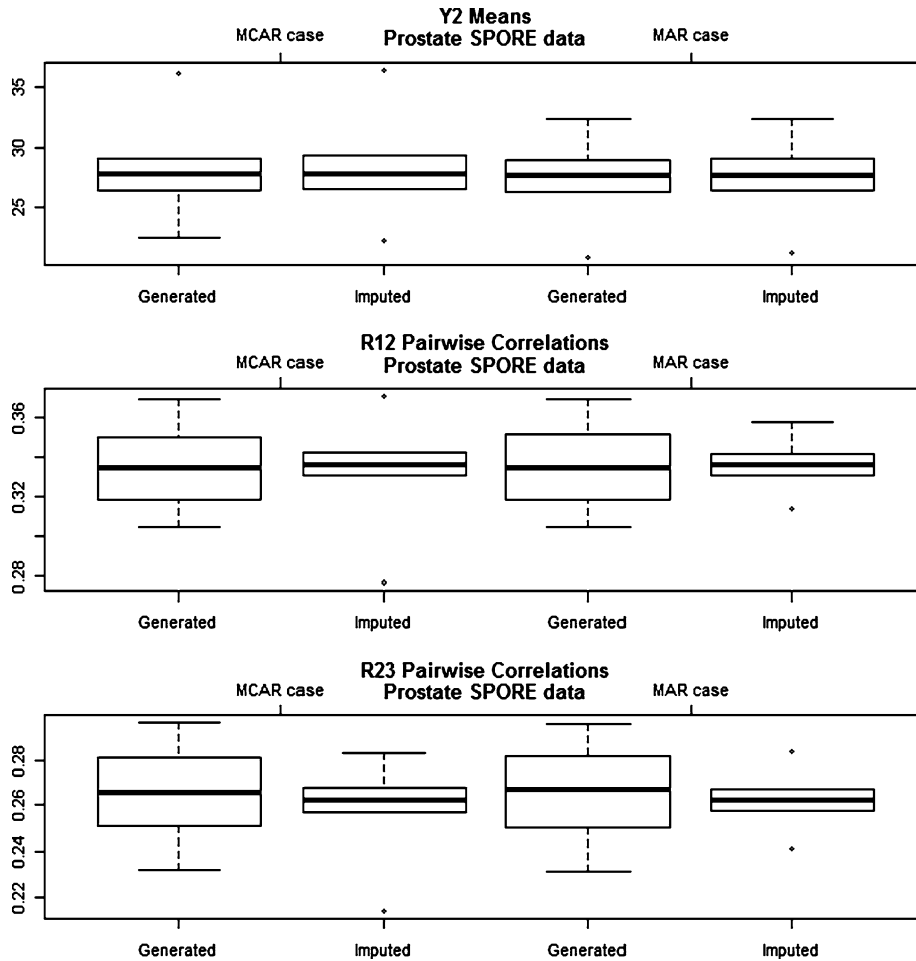 Y2 Means
MCAR case Prostate SPORE data MAR case
35
30
25
Generated Imputed Generated Imputed
R12 Pairwise Correlations
MCAR case Prostate SPORE data MAR case
0.36
0.32
0.28
Generated Imputed Generated Imputed
R23 Pairwise Correlations
MCAR case Prostate SPORE data MAR case
0.28
0.26
0.24
0.22
Generated Imputed Generated Imputed